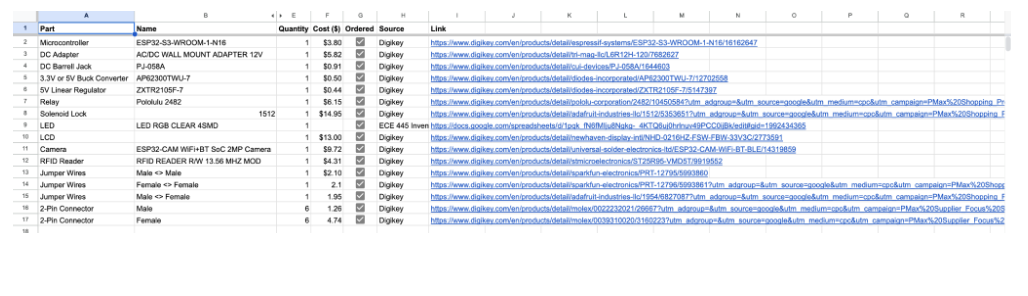 A B E F G H I J K L M N O P Q R
1 Part Name Quantity Cost ($) Ordered Source Link
2 Microcontroller ESP32-S3-WROOM-1-N16 1 $3.80 Digikey https://www.digikey.com/en/products/detail/espressif-systems/ESP32-S3-WROOM-1-N16/16162647
3 DC Adapter AC/DC WALL MOUNT ADAPTER 12V 1 $5.82 Digikey https://www.digikey.com/en/products/detail/tri-mag-llc/L6R12H-120/7682627
4 DC Barrell Jack PJ-058A 1 $0.91 Digikey https://www.digikey.com/en/products/detail/cui-devices/PJ-058A/1644603
5 3.3V or 5V Buck Converter AP62300TWU-7 1 $0.50 Digikey https://www.digikey.com/en/products/detail/diodes-incorporated/AP62300TWU-7/12702558
6 5V Linear Regulator ZXTR2105F-7 1 $0.44 Digikey https://www.digikey.com/en/products/detail/diodes-incorporated/ZXTR2105F-7/5147397
7 Relay Pololulu 2482 1 $6.15 Digikey https://www.digikey.com/en/products/detail/pololu-corporation/2482/10450584?utm_adgroup=&utm_source=google&utm_medium=cpc&utm_campaign=PMax%20Shopping_Pr
8 Solenoid Lock 1512 1 $14.95 Digikey https://www.digikey.com/en/products/detail/adafruit-industries-llc/1512/5353651?utm_adgroup=&utm_source=google&utm_medium=cpc&utm_campaign=PMax%20Shopping_F
9 LED LED RGB CLEAR 4SMD 1 ECE 445 Inven
10 LCD 1 $13.00 Digikey https://www.digikey.com/en/products/detail/newhaven-display-intl/NHD-0216HZ-FSW-FBW-33V3C/2773591
11 Camera ESP32-CAM WIFI+BT SoC 2MP Camera 1 $9.72 Digikey https://www.digikey.com/en/products/detail/universal-solder-electronics-ltd/ESP32-CAM-WiFi-BT-BLE/14319859
12 RFID Reader RFID READER R/W 13.56 MHZ MOD 1 $4.31 Digikey https://www.digikey.com/en/products/detail/stmicroelectronics/ST25R95-VMD5T/9919552
13 Jumper Wires Male <> Male 1 $2.10 Digikey https://www.digikey.com/en/products/detail/sparkfun-electronics/PRT-12795/5993860
14 Jumper Wires Female <> Female 1 2.1 Digikey https://www.digikey.com/en/products/detail/sparkfun-electronics/PRT-12796/5993861?utm_adgroup=&utm_source=google&utm_medium=cpc&utm_campaign=PMax%20Shopp
15 Jumper Wires Male <> Female 1 1.95 Digikey https://www.digikey.com/en/products/detail/adafruit-industries-llc/1954/6827087?utm_adgroup=&utm_source=google&utm_medium=cpc&utm_campaign=PMax%20Shopping_F
16 2-Pin Connector Male 6 1.26 Digikey https://www.digikey.com/en/products/detail/molex/0022232021/26667?utm_adgroup=&utm_source=google&utm_medium=cpc&utm_campaign=PMax%20Supplier_Focus%20S
17 2-Pin Connector Female 6 4.74 Digikey https://www.digikey.com/en/products/detail/molex/0039310020/3160223?utm_adgroup=&utm_source=google&utm_medium=cpc&utm_campaign=PMax%20Supplier_Focus%2
18